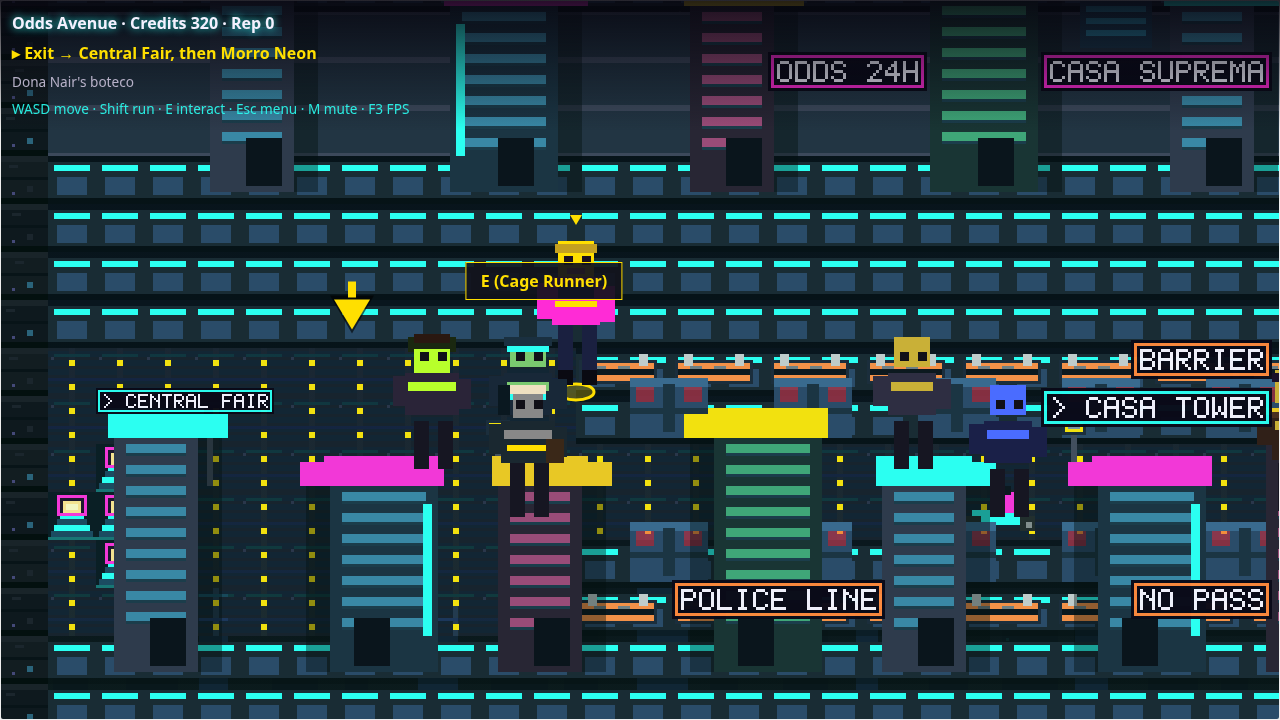 Odds Avenue · Credits 320 · Rep 0
▸ Exit → Central Fair, then Morro Neon
Dona Nair's boteco
WASD move · Shift run · E interact · Esc menu · M mute · F3 FPS
ODDS 24H
CASA SUPREMA
E (Cage Runner)
BARRIER
> CENTRAL FAIR
> CASA TOWER
POLICE LINE
NO PASS